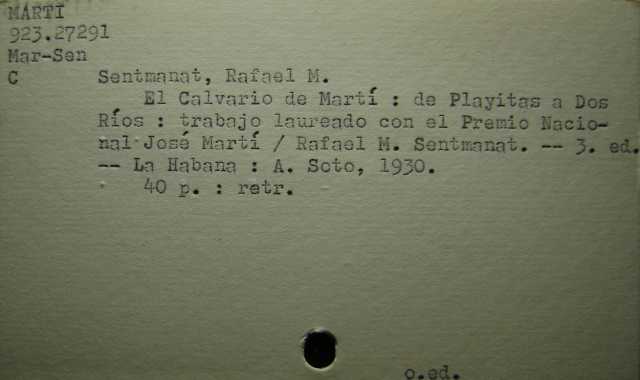 MARTI
923.27291
Mar-Sen
C Sentmanat, Rafael M.
El Calvario de Martí : de Playitas a Dos
Ríos : trabajo laureado con el Premio Nacio-
nal José Martí / Rafael M. Sentmanat. -- 3. ed.
-- La Habana : A. Soto, 1930.
40 p. : retr.
o.ed.